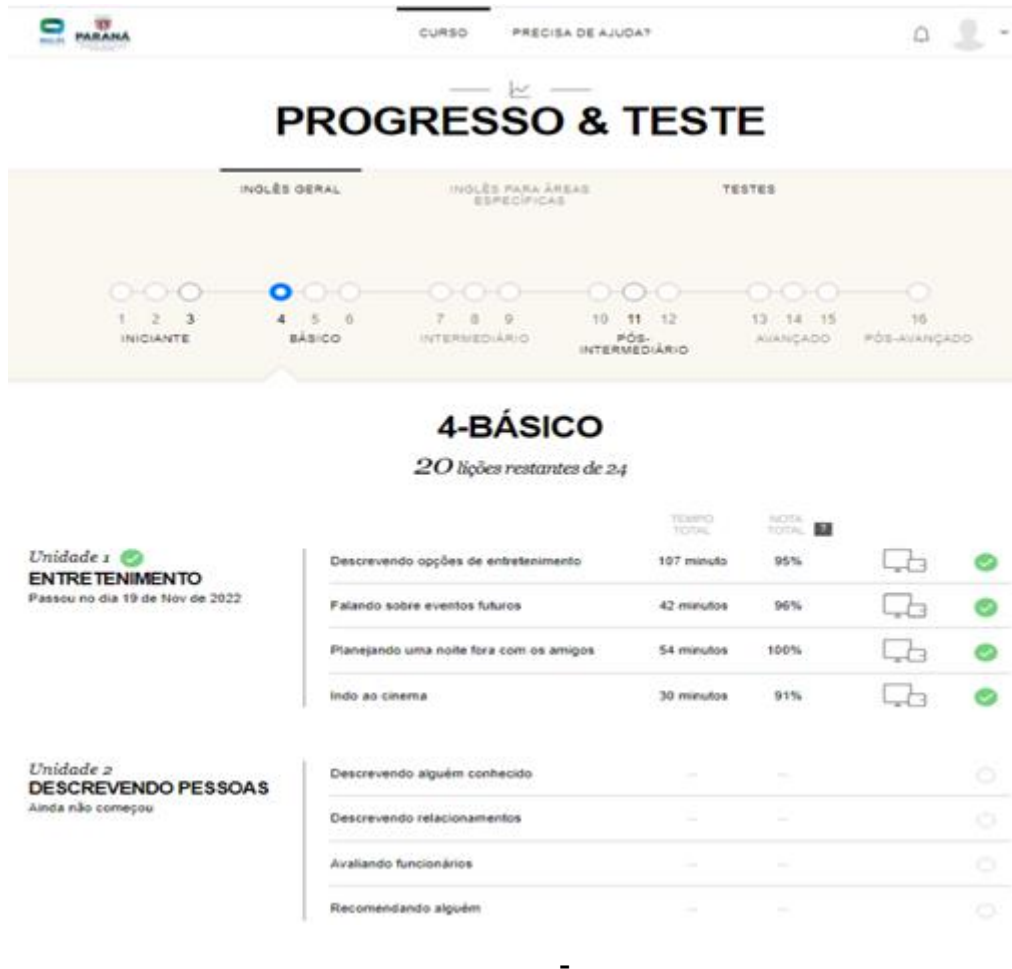 PARANÁ
CURSO PRECISA DE AJUDA?
PROGRESSO & TESTE
INGLÊS GERAL INGLÊS PARA ÁREAS ESPECÍFICAS TESTES
1 2 3 4 5 6 7 8 9 10 11 12 13 14 15 16
INICIANTE BÁSICO INTERMEDIÁRIO PÓS-INTERMEDIÁRIO AVANÇADO PÓS-AVANÇADO
4-BÁSICO
20 lições restantes de 24
TEMPO TOTAL NOTA TOTAL ?
Unidade 1
ENTRETENIMENTO
Passou no dia 19 de Nov de 2022
Descrevendo opções de entretenimento 107 minuto 95%
Falando sobre eventos futuros 42 minutos 96%
Planejando uma noite fora com os amigos 54 minutos 100%
Indo ao cinema 30 minutos 91%
Unidade 2
DESCREVENDO PESSOAS
Ainda não começou
Descrevendo alguém conhecido -- --
Descrevendo relacionamentos -- --
Avaliando funcionários -- --
Recomendando alguém -- --
-